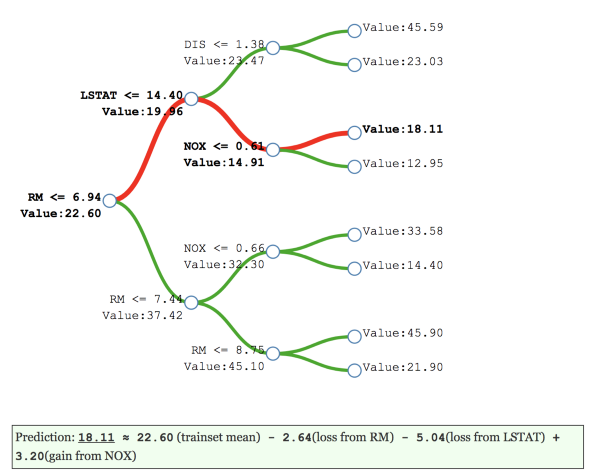 Value:45.59
DIS <= 1.38
Value:23.47
Value:23.03
LSTAT <= 14.40
Value:19.96
Value:18.11
NOX <= 0.61
Value:14.91
Value:12.95
RM <= 6.94
Value:22.60
Value:33.58
NOX <= 0.66
Value:32.30
Value:14.40
RM <= 7.44
Value:37.42
Value:45.90
RM <= 8.75
Value:45.10
Value:21.90
Prediction: 18.11 ≈ 22.60 (trainset mean) - 2.64(loss from RM) - 5.04(loss from LSTAT) +
3.20(gain from NOX)